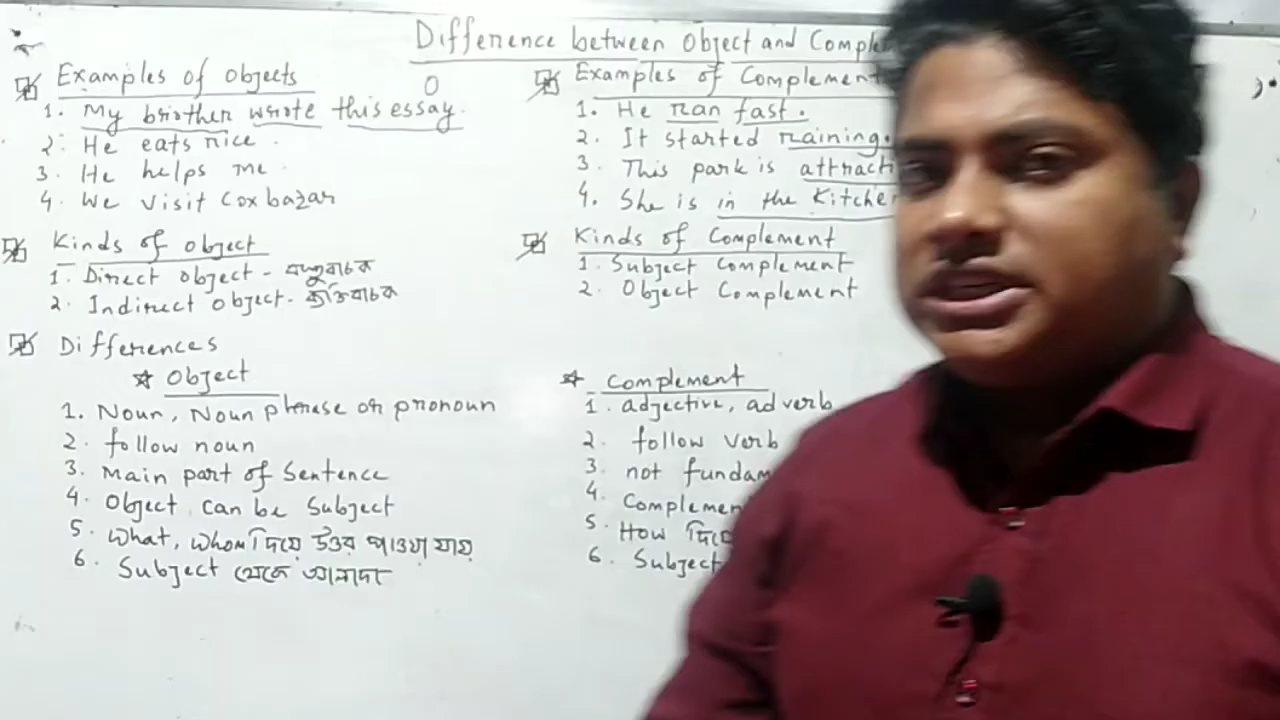 Difference between Object and Comple
Examples of objects
O
1. My brother wrote this essay.
2. He eats rice.
3. He helps me.
4. We visit Coxbazar
Kinds of object
1. Direct object - বস্তুবাচক
2. Indirect object - ব্যক্তিবাচক
Differences
Object
1. Noun, Noun phrase or pronoun
2. follow noun
3. Main part of Sentence
4. Object can be Subject
5. What, whom দিয়ে উত্তর পাওয়া যায়
6. Subject থেকে আলাদা
Examples of Complement
1. He ran fast.
2. It started raining.
3. This park is attracti
4. She is in the Kitchen
Kinds of Complement
1. Subject Complement
2. Object Complement
Complement
1. adjective, adverb
2. follow verb
3. not fundam
4. Complemen
5. How দিয়ে
6. Subject